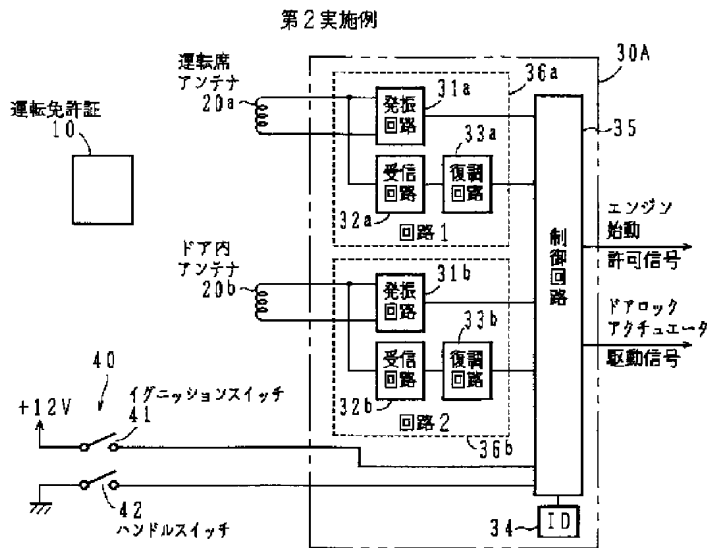 第2実施例
運転席
アンテナ
20a
運転免許証
10
36a
30A
31a
発振
回路
33a
35
受信
回路
復調
回路
32a
回路1
エンジン
始動
許可信号
制御回路
ドア内
アンテナ
20b
31b
発振
回路
33b
ドアロック
アクチュエータ
駆動信号
受信
回路
復調
回路
32b
回路2
36b
40
イグニッションスイッチ
+12V
41
42
ハンドルスイッチ
34
ID